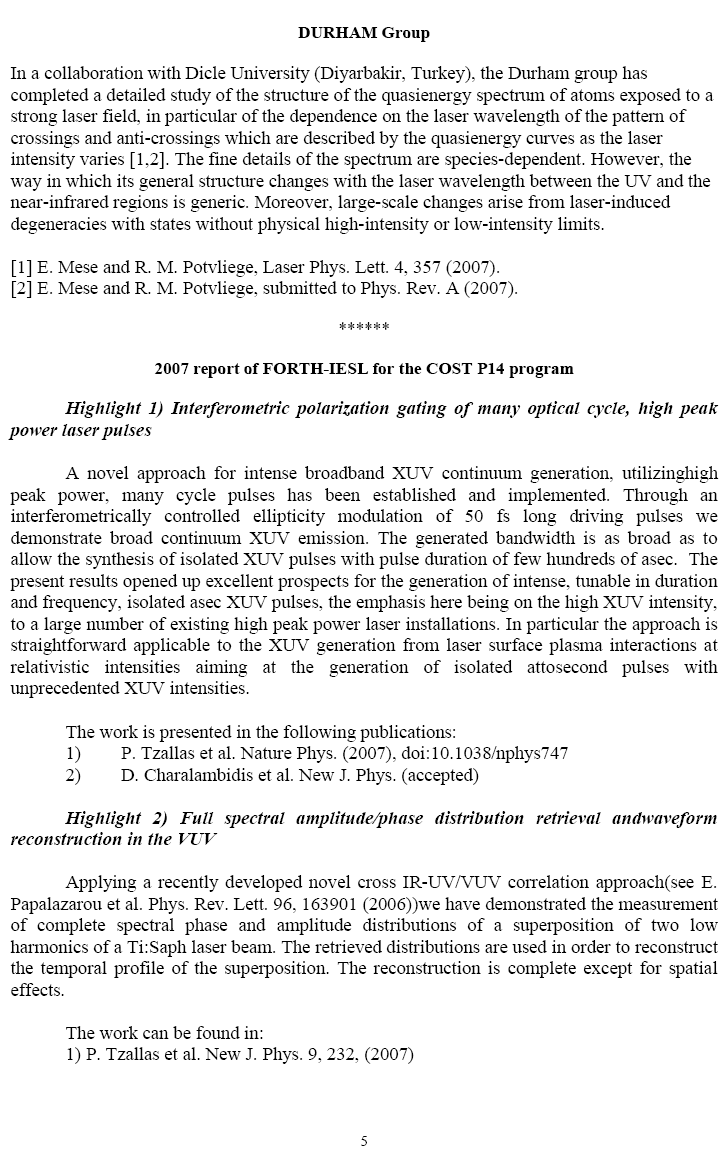 DURHAM Group
In a collaboration with Dicle University (Diyarbakir, Turkey), the Durham group has
completed a detailed study of the structure of the quasienergy spectrum of atoms exposed to a
strong laser field, in particular of the dependence on the laser wavelength of the pattern of
crossings and anti-crossings which are described by the quasienergy curves as the laser
intensity varies [1,2]. The fine details of the spectrum are species-dependent. However, the
way in which its general structure changes with the laser wavelength between the UV and the
near-infrared regions is generic. Moreover, large-scale changes arise from laser-induced
degeneracies with states without physical high-intensity or low-intensity limits.
[1] E. Mese and R. M. Potvliege, Laser Phys. Lett. 4, 357 (2007).
[2] E. Mese and R. M. Potvliege, submitted to Phys. Rev. A (2007).
******
2007 report of FORTH-IESL for the COST P14 program
Highlight 1) Interferometric polarization gating of many optical cycle, high peak
power laser pulses
A novel approach for intense broadband XUV continuum generation, utilizinghigh
peak power, many cycle pulses has been established and implemented. Through an
interferometrically controlled ellipticity modulation of 50 fs long driving pulses we
demonstrate broad continuum XUV emission. The generated bandwidth is as broad as to
allow the synthesis of isolated XUV pulses with pulse duration of few hundreds of asec. The
present results opened up excellent prospects for the generation of intense, tunable in duration
and frequency, isolated asec XUV pulses, the emphasis here being on the high XUV intensity,
to a large number of existing high peak power laser installations. In particular the approach is
straightforward applicable to the XUV generation from laser surface plasma interactions at
relativistic intensities aiming at the generation of isolated attosecond pulses with
unprecedented XUV intensities.
The work is presented in the following publications:
1) P. Tzallas et al. Nature Phys. (2007), doi:10.1038/nphys747
2) D. Charalambidis et al. New J. Phys. (accepted)
Highlight 2) Full spectral amplitude/phase distribution retrieval andwaveform
reconstruction in the VUV
Applying a recently developed novel cross IR-UV/VUV correlation approach(see E.
Papalazarou et al. Phys. Rev. Lett. 96, 163901 (2006))we have demonstrated the measurement
of complete spectral phase and amplitude distributions of a superposition of two low
harmonics of a Ti:Saph laser beam. The retrieved distributions are used in order to reconstruct
the temporal profile of the superposition. The reconstruction is complete except for spatial
effects.
The work can be found in:
1) P. Tzallas et al. New J. Phys. 9, 232, (2007)
5